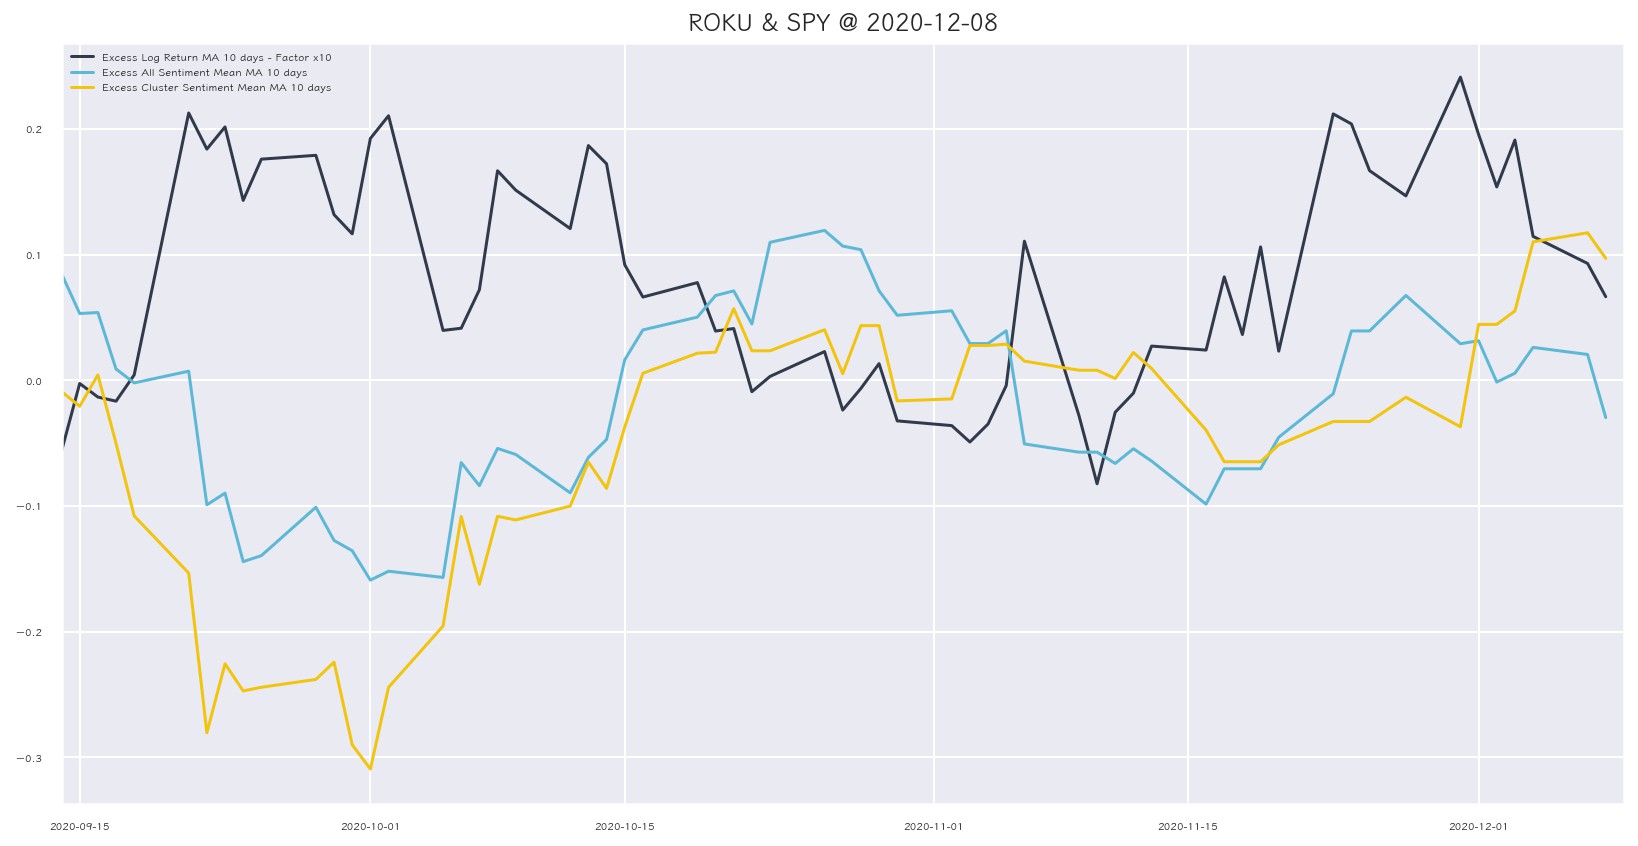 ROKU & SPY @ 2020-12-08
Excess Log Return MA 10 days - Factor x10
Excess All Sentiment Mean MA 10 days
Excess Cluster Sentiment Mean MA 10 days
0.2
0.1
0.0
−0.1
−0.2
−0.3
2020-09-15 2020-10-01 2020-10-15 2020-11-01 2020-11-15 2020-12-01